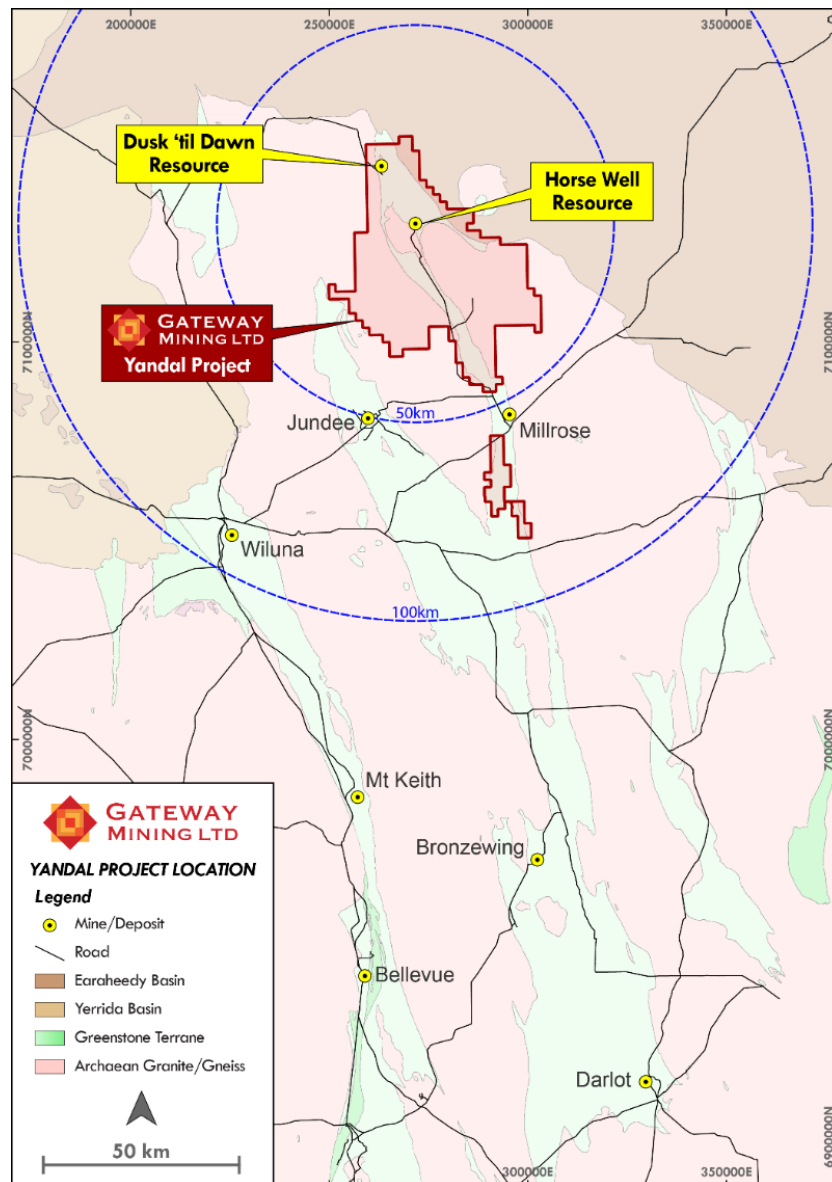 200000E
250000E
300000E
350000E
Dusk ‘til Dawn
Resource
Horse Well
Resource
GATEWAY
MINING LTD
Yandal Project
7100000N
7100000N
50km
Jundee
Millrose
Wiluna
100km
7000000N
7000000N
Mt Keith
Bronzewing
Bellevue
Darlot
GATEWAY
MINING LTD
YANDAL PROJECT LOCATION
Legend
Mine/Deposit
Road
Earaheedy Basin
Yerrida Basin
Greenstone Terrane
Archaean Granite/Gneiss
50 km
300000E
350000E
6900000N